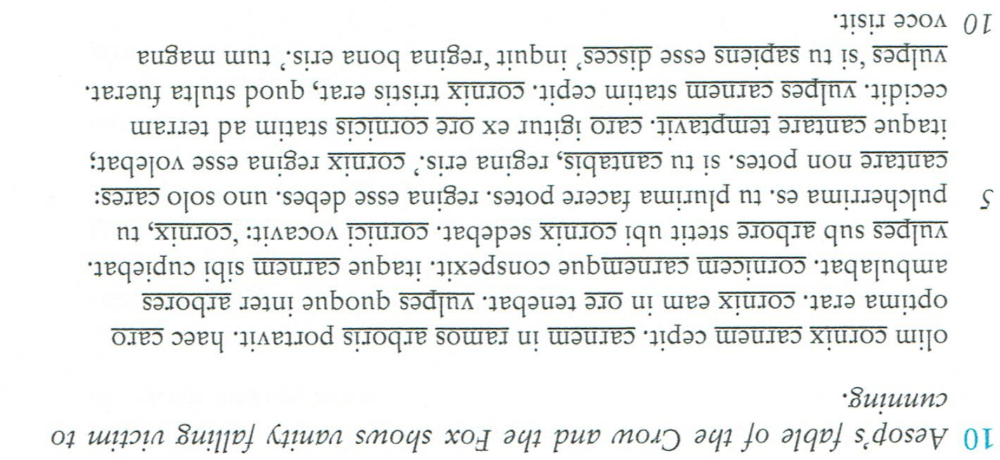 10 Aesop's fable of the Crow and the Fox shows vanity falling victim to
cunning.
olim cornix carnem cepit. carnem in ramos arboris portavit. haec caro
optima erat. cornix eam in ore tenebat. vulpes quoque inter arbores
ambulabat. cornicem carnemque conspexit. itaque carnem sibi cupiebat.
vulpes sub arbore stetit ubi cornix sedebat. cornici vocavit: 'cornix, tu
5 pulcherrima es. tu plurima facere potes. regina esse debes. uno solo cares:
cantare non potes. si tu cantabis, regina eris.' cornix regina esse volebat;
itaque cantare temptavit. caro igitur ex ore cornicis statim ad terram
cecidit. vulpes carnem statim cepit. cornix tristis erat, quod stulta fuerat.
vulpes 'si tu sapiens esse disces' inquit 'regina bona eris.' tum magna
10 voce risit.